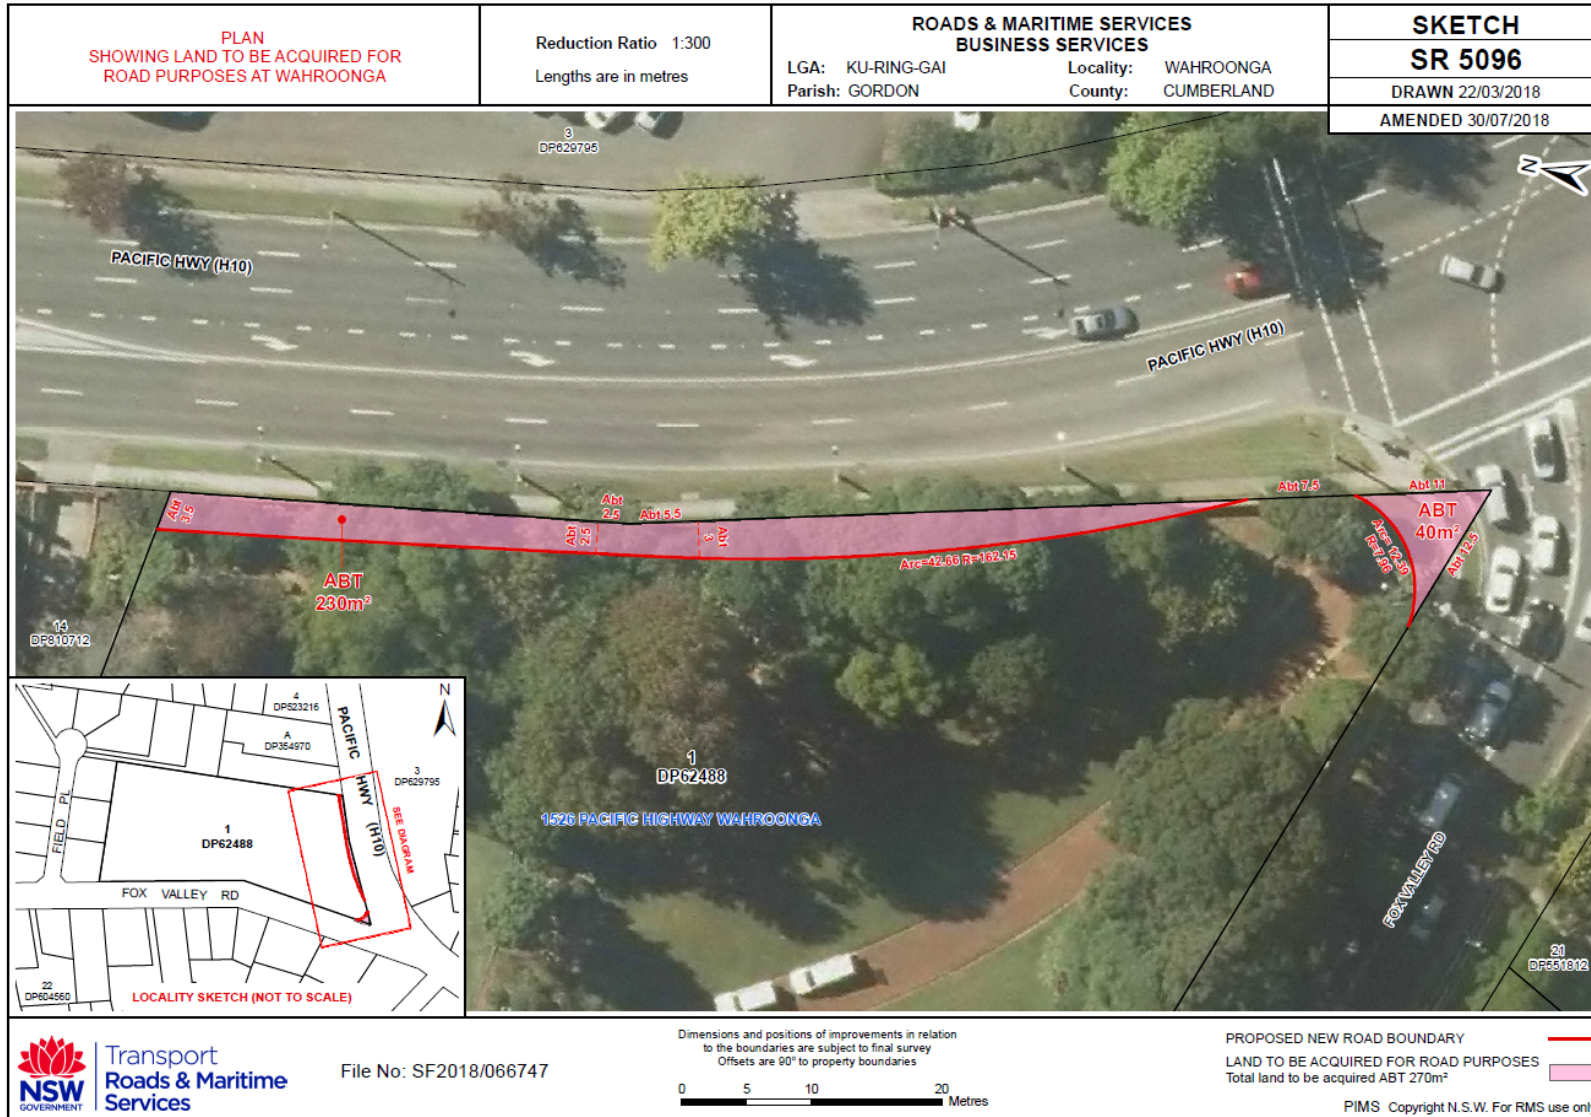 PLAN
SHOWING LAND TO BE ACQUIRED FOR
ROAD PURPOSES AT WAHROONGA
Reduction Ratio 1:300
Lengths are in metres
ROADS & MARITIME SERVICES
BUSINESS SERVICES
LGA: KU-RING-GAI Locality: WAHROONGA
Parish: GORDON County: CUMBERLAND
SKETCH
SR 5096
DRAWN 22/03/2018
AMENDED 30/07/2018
3
DP629795
N
PACIFIC HWY (H10)
PACIFIC HWY (H10)
Abt 3.5
Abt 2.5
Abt 2.5
Abt 5.5
Abt 3
Abt 7.5
Abt 11
ABT
40m²
Arc= 12.39
R=7.96
Abt 12.5
Arc=42.66 R=162.15
ABT
230m²
14
DP810712
1
DP62488
1526 PACIFIC HIGHWAY WAHROONGA
FOX VALLEY RD
21
DP551812
4
DP523216
A
DP354970
N
PACIFIC HWY (H10)
3
DP629795
SEE DIAGRAM
FIELD PL
1
DP62488
FOX VALLEY RD
22
DP604560
LOCALITY SKETCH (NOT TO SCALE)
NSW
GOVERNMENT
Transport
Roads & Maritime
Services
File No: SF2018/066747
Dimensions and positions of improvements in relation
to the boundaries are subject to final survey
Offsets are 90° to property boundaries
0 5 10 20 Metres
PROPOSED NEW ROAD BOUNDARY
LAND TO BE ACQUIRED FOR ROAD PURPOSES
Total land to be acquired ABT 270m²
PIMS Copyright N.S.W. For RMS use onl